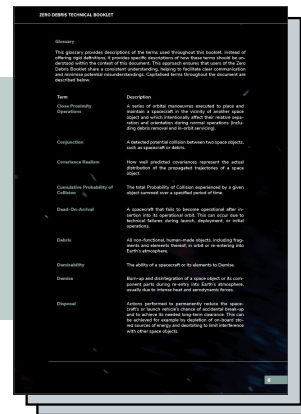 ZERO DEBRIS TECHNICAL BOOKLET
Glossary
This glossary provides descriptions of the terms used throughout this booklet. Instead of
offering rigid definitions, it provides specific descriptions of how these terms should be un-
derstood within the context of this document. This approach ensures that users of the Zero
Debris Booklet share a consistent understanding, helping to facilitate clear communication
and minimise potential misunderstandings. Capitalised terms throughout the document are
described below.
Term Description
Close Proximity Operations A series of orbital manoeuvres executed to place and
maintain a spacecraft in the vicinity of another space
object and which intentionally affect their relative sepa-
ration and orientation during normal operations (inclu-
ding debris removal and in-orbit servicing).
Conjunction A detected potential collision between two space objects,
such as spacecraft or debris.
Covariance Realism How well predicted covariances represent the actual
distribution of the propagated trajectories of a space
object.
Cumulative Probability of Collision The total Probability of Collision experienced by a given
object summed over a specified period of time.
Dead-On-Arrival A spacecraft that fails to become operational after in-
sertion into its operational orbit. This can occur due to
technical failures during launch, deployment, or initial
operations.
Debris All non-functional, human-made objects, including frag-
ments and elements thereof, in orbit or re-entering into
Earth's atmosphere.
Demisability The ability of a spacecraft or its elements to Demise.
Demise Burn-up and disintegration of a space object or its com-
ponent parts during re-entry into Earth's atmosphere,
usually due to intense heat and aerodynamic forces.
Disposal Actions performed to permanently reduce the space-
craft's or launch vehicle's chance of accidental break-up
and to achieve its needed long-term clearance. This can
be achieved for example by depletion of on-board sto-
red sources of energy and deorbiting to limit interference
with other space objects.